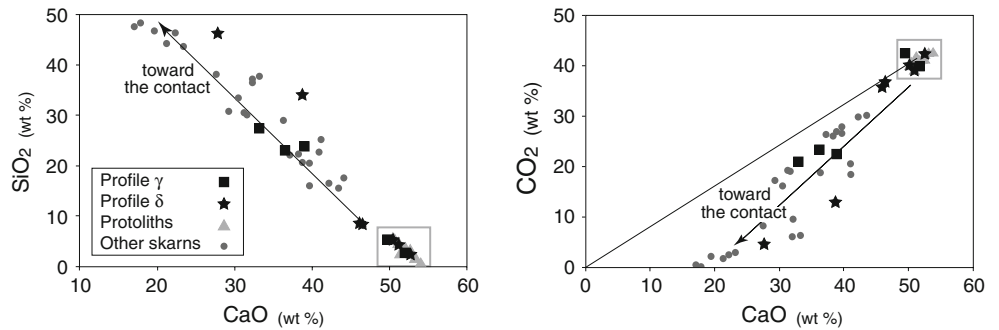 50
40
30
20
10
0
SiO2 (wt %)
toward
the contact
Profile γ
Profile δ
Protoliths
Other skarns
10
20
30
40
50
60
CaO (wt %)
50
40
30
20
10
0
CO2 (wt %)
toward
the contact
0
10
20
30
40
50
60
CaO (wt %)